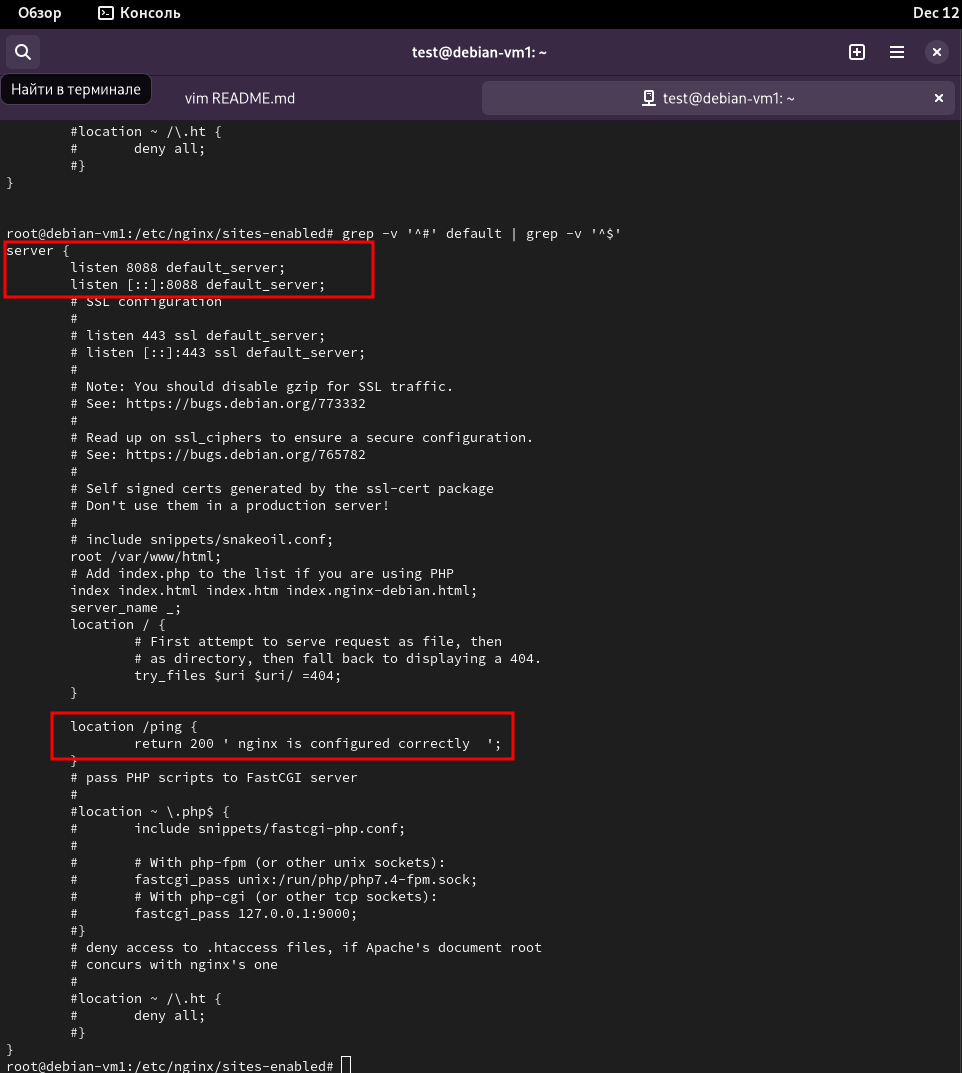 Обзор Консоль Dec 12
test@debian-vm1: ~
Найти в терминале vim README.md test@debian-vm1: ~
#location ~ /\.ht {
#       deny all;
#}
}
root@debian-vm1:/etc/nginx/sites-enabled# grep -v '^#' default | grep -v '^$'
server {
        listen 8088 default_server;
        listen [::]:8088 default_server;
        # SSL configuration
        #
        # listen 443 ssl default_server;
        # listen [::]:443 ssl default_server;
        #
        # Note: You should disable gzip for SSL traffic.
        # See: https://bugs.debian.org/773332
        #
        # Read up on ssl_ciphers to ensure a secure configuration.
        # See: https://bugs.debian.org/765782
        #
        # Self signed certs generated by the ssl-cert package
        # Don't use them in a production server!
        #
        # include snippets/snakeoil.conf;
        root /var/www/html;
        # Add index.php to the list if you are using PHP
        index index.html index.htm index.nginx-debian.html;
        server_name _;
        location / {
                # First attempt to serve request as file, then
                # as directory, then fall back to displaying a 404.
                try_files $uri $uri/ =404;
        }
        location /ping {
                return 200 ' nginx is configured correctly  ';
        }
        # pass PHP scripts to FastCGI server
        #
        #location ~ \.php$ {
        #       include snippets/fastcgi-php.conf;
        #
        #       # With php-fpm (or other unix sockets):
        #       fastcgi_pass unix:/run/php/php7.4-fpm.sock;
        #       # With php-cgi (or other tcp sockets):
        #       fastcgi_pass 127.0.0.1:9000;
        #}
        # deny access to .htaccess files, if Apache's document root
        # concurs with nginx's one
        #
        #location ~ /\.ht {
        #       deny all;
        #}
}
root@debian-vm1:/etc/nginx/sites-enabled#